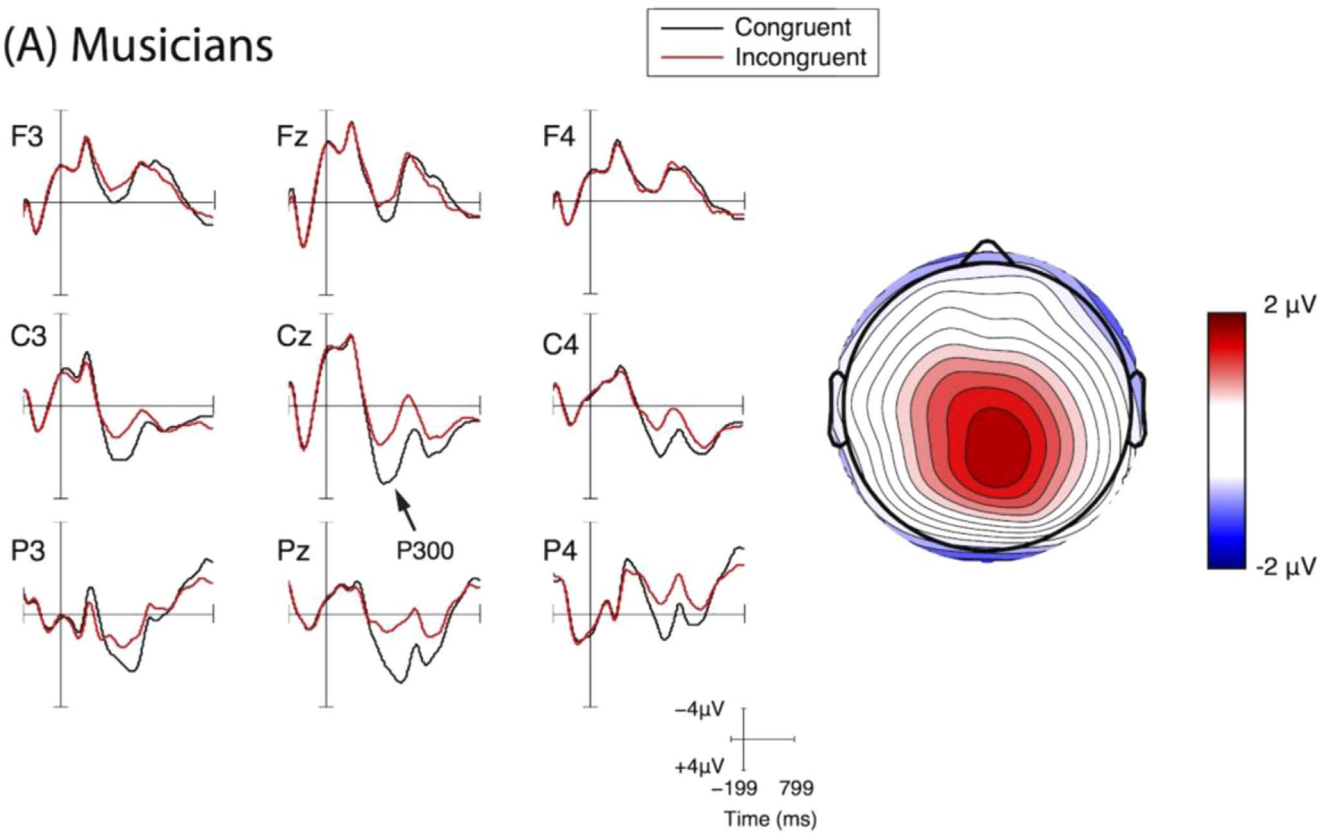 (A) Musicians
Congruent
Incongruent
F3
Fz
F4
C3
Cz
C4
P300
P3
Pz
P4
2 µV
-2 µV
−4µV
+4µV
−199 799
Time (ms)